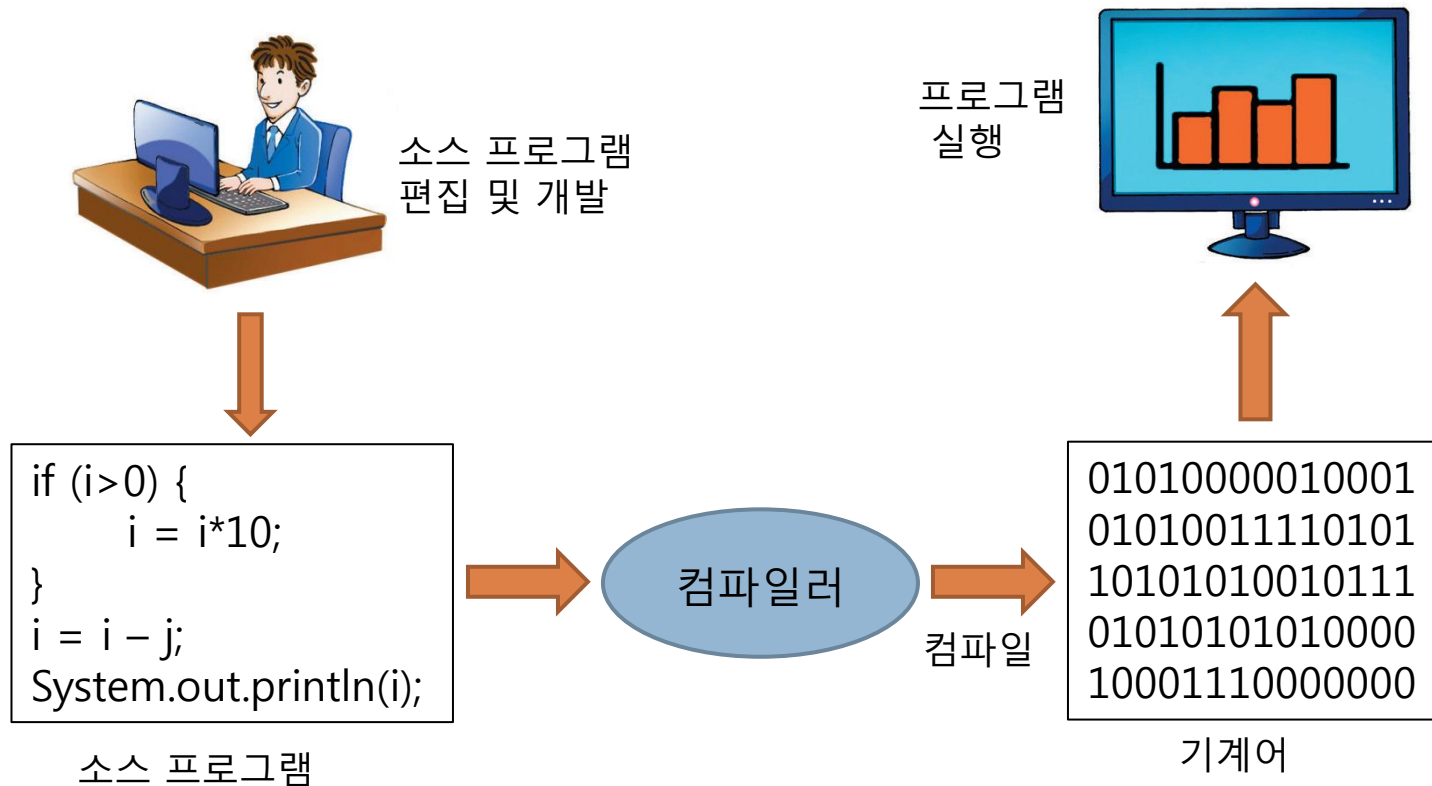 소스 프로그램
편집 및 개발
프로그램
실행
if (i>0) {
i = i*10;
}
i = i – j;
System.out.println(i);
소스 프로그램
컴파일러
컴파일
01010000010001
01010011110101
10101010010111
01010101010000
10001110000000
기계어